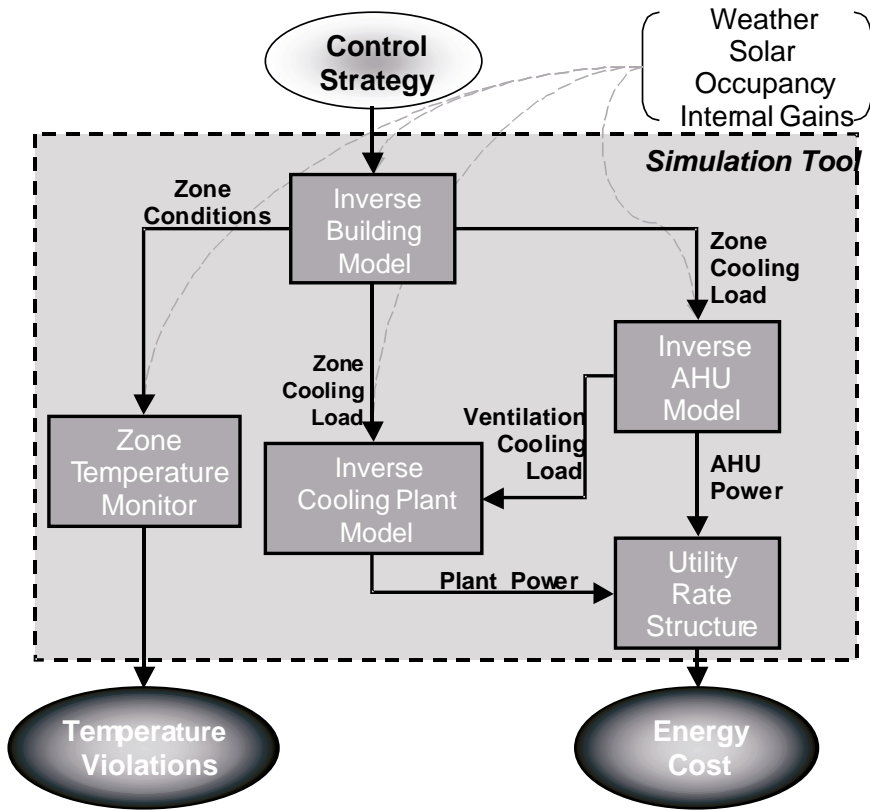 Control
Strategy
Weather
Solar
Occupancy
Internal Gains
Simulation Tool
Zone
Conditions
Inverse
Building
Model
Zone
Cooling
Load
Zone
Cooling
Load
Inverse
AHU
Model
Ventilation
Cooling
Load
Zone
Temperature
Monitor
Inverse
Cooling Plant
Model
AHU
Power
Plant Power
Utility
Rate
Structure
Temperature
Violations
Energy
Cost